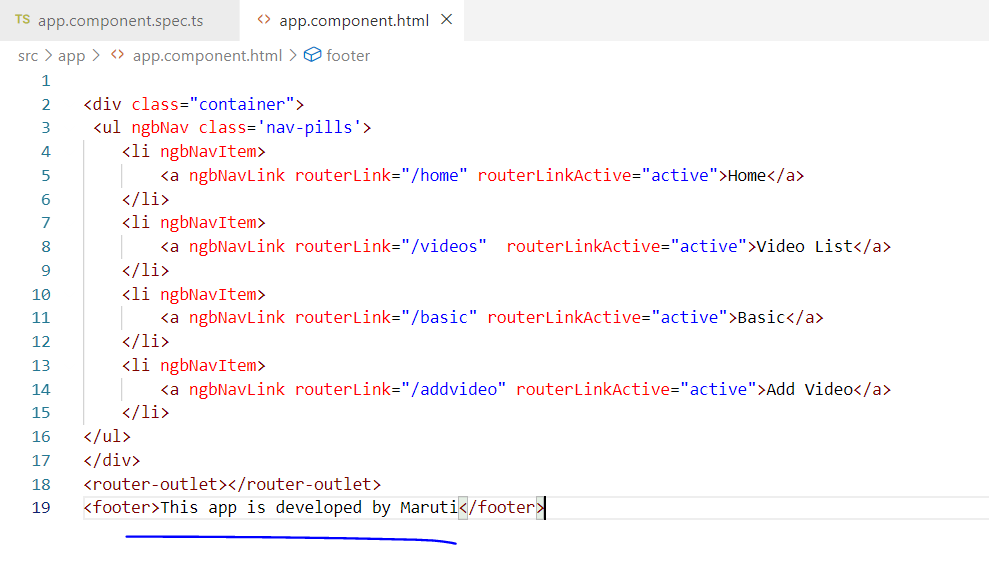 TS app.component.spec.ts <> app.component.html ×
src > app > <> app.component.html > footer
1
2 <div class="container">
3 <ul ngbNav class='nav-pills'>
4 <li ngbNavItem>
5 <a ngbNavLink routerLink="/home" routerLinkActive="active">Home</a>
6 </li>
7 <li ngbNavItem>
8 <a ngbNavLink routerLink="/videos"  routerLinkActive="active">Video List</a>
9 </li>
10 <li ngbNavItem>
11 <a ngbNavLink routerLink="/basic" routerLinkActive="active">Basic</a>
12 </li>
13 <li ngbNavItem>
14 <a ngbNavLink routerLink="/addvideo" routerLinkActive="active">Add Video</a>
15 </li>
16 </ul>
17 </div>
18 <router-outlet></router-outlet>
19 <footer>This app is developed by Maruti</footer>